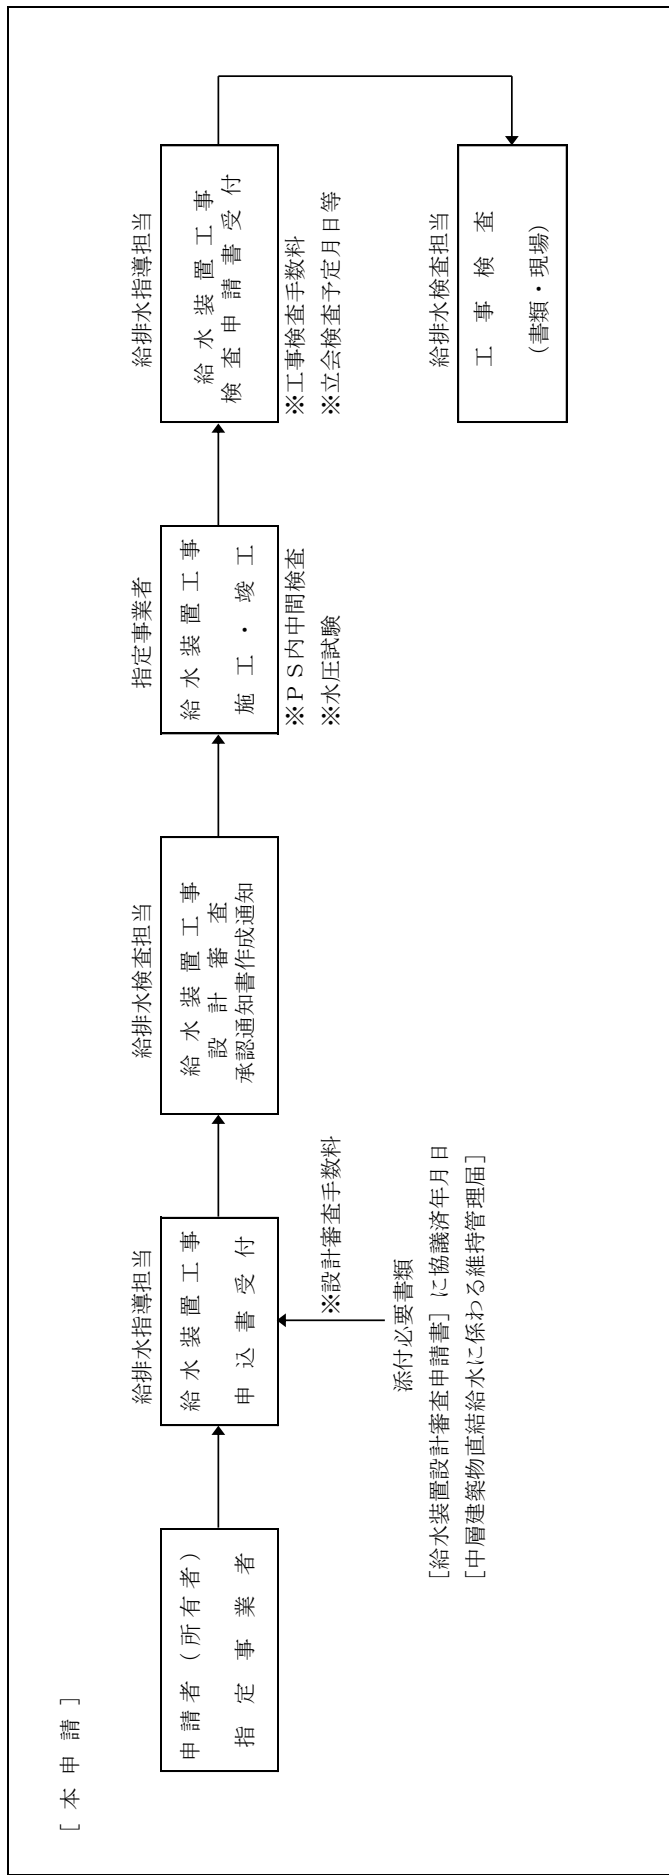 [ 本 申 請 ]
申 請 者 ( 所 有 者 )
指 定 事 業 者
給排水指導担当
給 水 装 置 工 事
申 込 書 受 付
※設計審査手数料
添付必要書類
[給水装置設計審査申請書] に協議済年月日
[中層建築物直結給水に係わる維持管理届]
給排水検査担当
給 水 装 置 工 事
設 計 審 査
承認通知書作成通知
指定事業者
給 水 装 置 工 事
施 工 ・ 竣 工
※ＰＳ内中間検査
※水圧試験
給排水指導担当
給 水 装 置 工 事
検 査 申 請 書 受 付
※工事検査手数料
※立会検査予定月日等
給排水検査担当
工 事 検 査
(書類・現場)